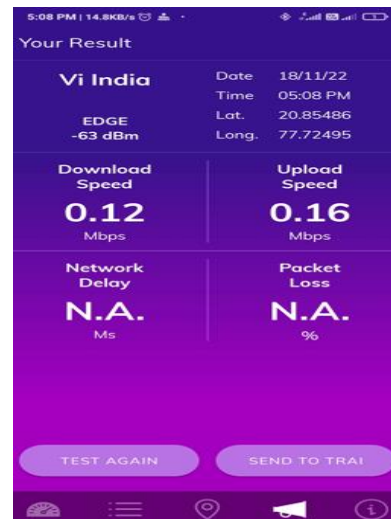 5:08 PM | 14.8KB/s
Your Result
Vi India
EDGE
-63 dBm
Date 18/11/22
Time 05:08 PM
Lat. 20.85486
Long. 77.72495
Download Speed
0.12
Mbps
Upload Speed
0.16
Mbps
Network Delay
N.A.
Ms
Packet Loss
N.A.
%
TEST AGAIN
SEND TO TRAI